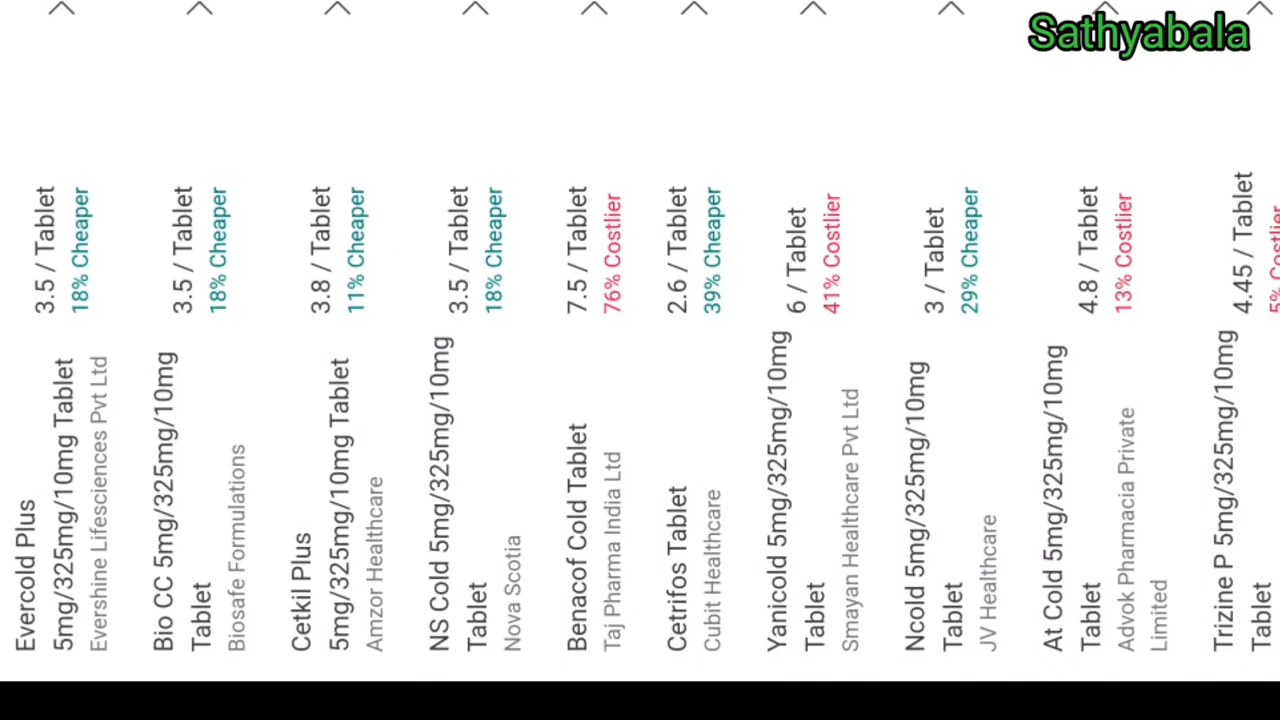 Sathyabala
Evercold Plus
5mg/325mg/10mg Tablet
Evershine Lifesciences Pvt Ltd
3.5 / Tablet
18% Cheaper
Bio CC 5mg/325mg/10mg
Tablet
Biosafe Formulations
3.5 / Tablet
18% Cheaper
Cetkil Plus
5mg/325mg/10mg Tablet
Amzor Healthcare
3.8 / Tablet
11% Cheaper
NS Cold 5mg/325mg/10mg
Tablet
Nova Scotia
3.5 / Tablet
18% Cheaper
Benacof Cold Tablet
Taj Pharma India Ltd
7.5 / Tablet
76% Costlier
Cetrifos Tablet
Cubit Healthcare
2.6 / Tablet
39% Cheaper
Yanicold 5mg/325mg/10mg
Tablet
Smayan Healthcare Pvt Ltd
6 / Tablet
41% Costlier
Ncold 5mg/325mg/10mg
Tablet
JV Healthcare
3 / Tablet
29% Cheaper
At Cold 5mg/325mg/10mg
Tablet
Advok Pharmacia Private
Limited
4.8 / Tablet
13% Costlier
Trizine P 5mg/325mg/10mg
Tablet
4.45 / Tablet
5% Costlier